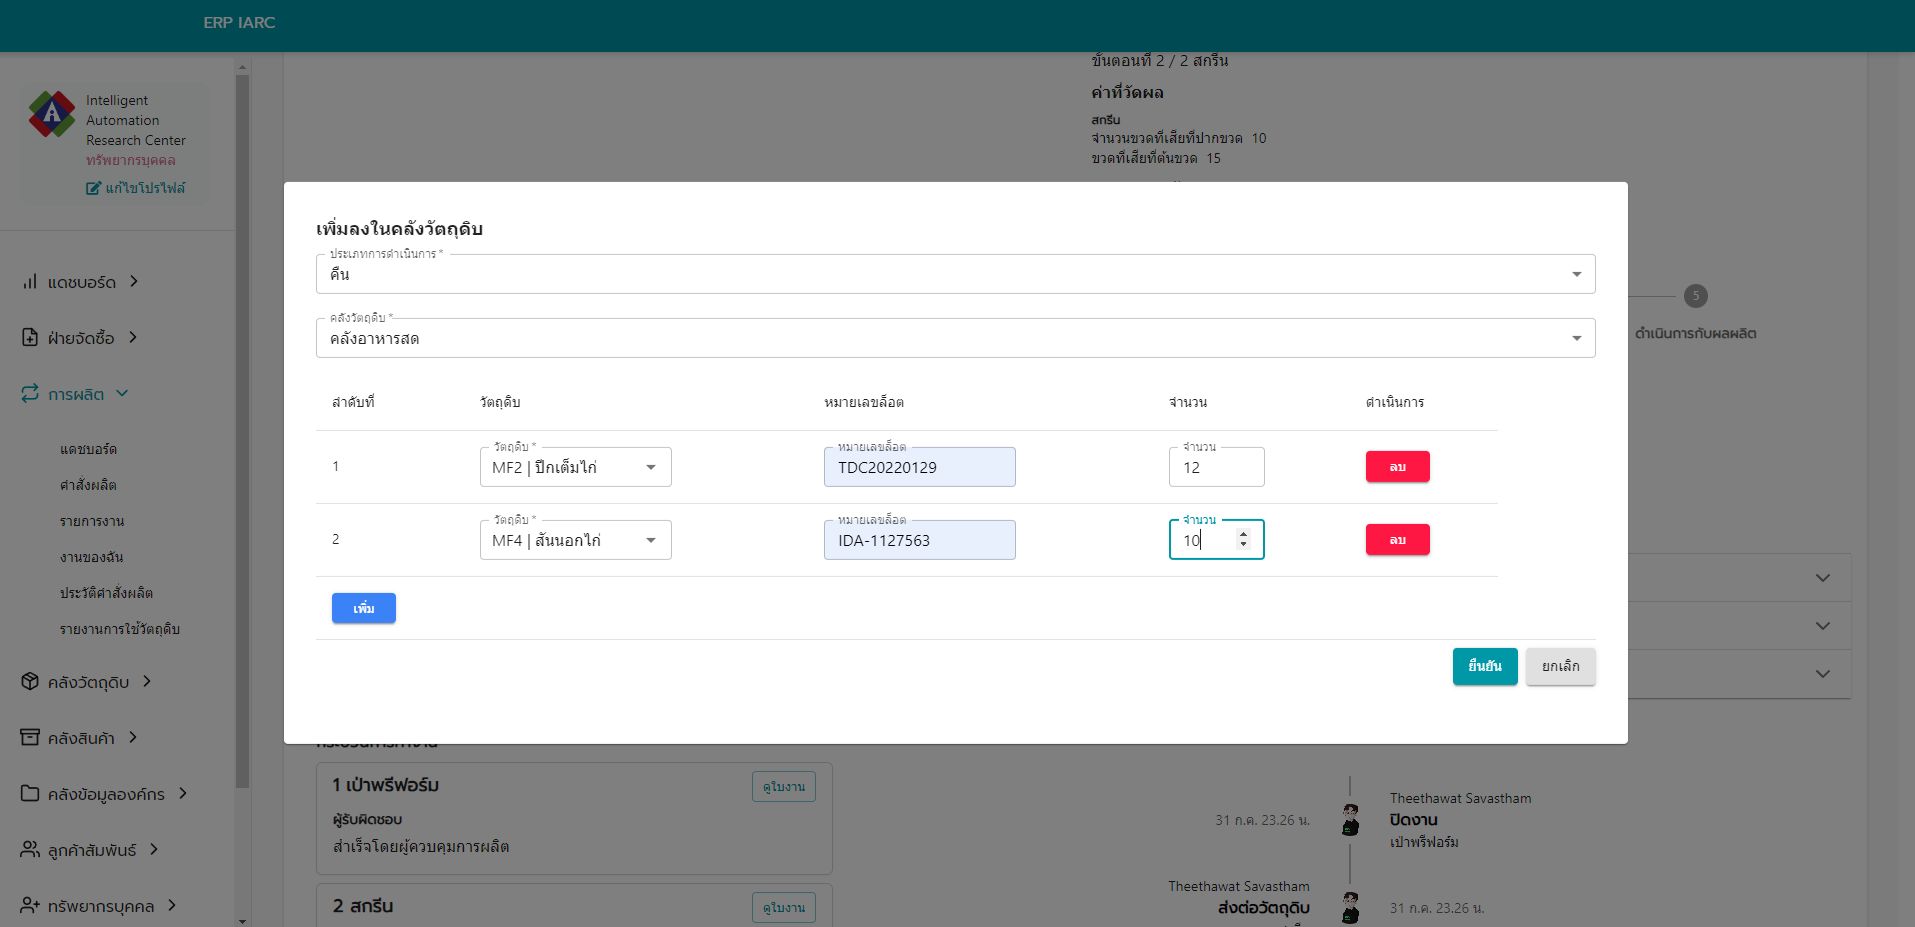 ERP IARC
Intelligent
Automation
Research Center
ทรัพยากรบุคคล
แก้ไขโปรไฟล์
แดชบอร์ด
ฝ่ายจัดซื้อ
การผลิต
แดชบอร์ด
คำสั่งผลิต
รายการงาน
งานของฉัน
ประวัติคำสั่งผลิต
รายงานการใช้วัตถุดิบ
คลังวัตถุดิบ
คลังสินค้า
คลังข้อมูลองค์กร
ลูกค้าสัมพันธ์
ทรัพยากรบุคคล
ขั้นตอนที่ 2 / 2 สกรีน
ค่าที่วัดผล
สกรีน
จำนวนขวดที่เสียที่ปากขวด 10
ขวดที่เสียที่ต้นขวด 15
5
ดำเนินการกับผลผลิต
เพิ่มลงในคลังวัตถุดิบ
ประเภทการดำเนินการ *
คืน
คลังวัตถุดิบ *
คลังอาหารสด
ลำดับที่ วัตถุดิบ หมายเลขล็อต จำนวน ดำเนินการ
วัตถุดิบ * หมายเลขล็อต จำนวน
1 MF2 | ปีกเต็มไก่ TDC20220129 12 ลบ
วัตถุดิบ * หมายเลขล็อต จำนวน
2 MF4 | สันนอกไก่ IDA-1127563 10 ลบ
เพิ่ม
ยืนยัน ยกเลิก
1 เป่าพรีฟอร์ม ดูใบงาน
ผู้รับผิดชอบ
สำเร็จโดยผู้ควบคุมการผลิต
2 สกรีน ดูใบงาน
31 ก.ค. 23.26 น.
Theethawat Savastham
ปิดงาน
เป่าพรีฟอร์ม
Theethawat Savastham
ส่งต่อวัตถุดิบ
31 ก.ค. 23.26 น.